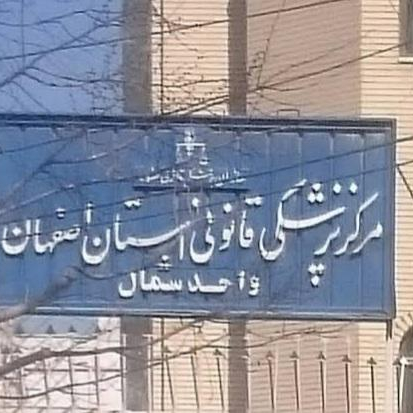 مرکز پزشکی قانونی استان اصفهان
واحد شمال